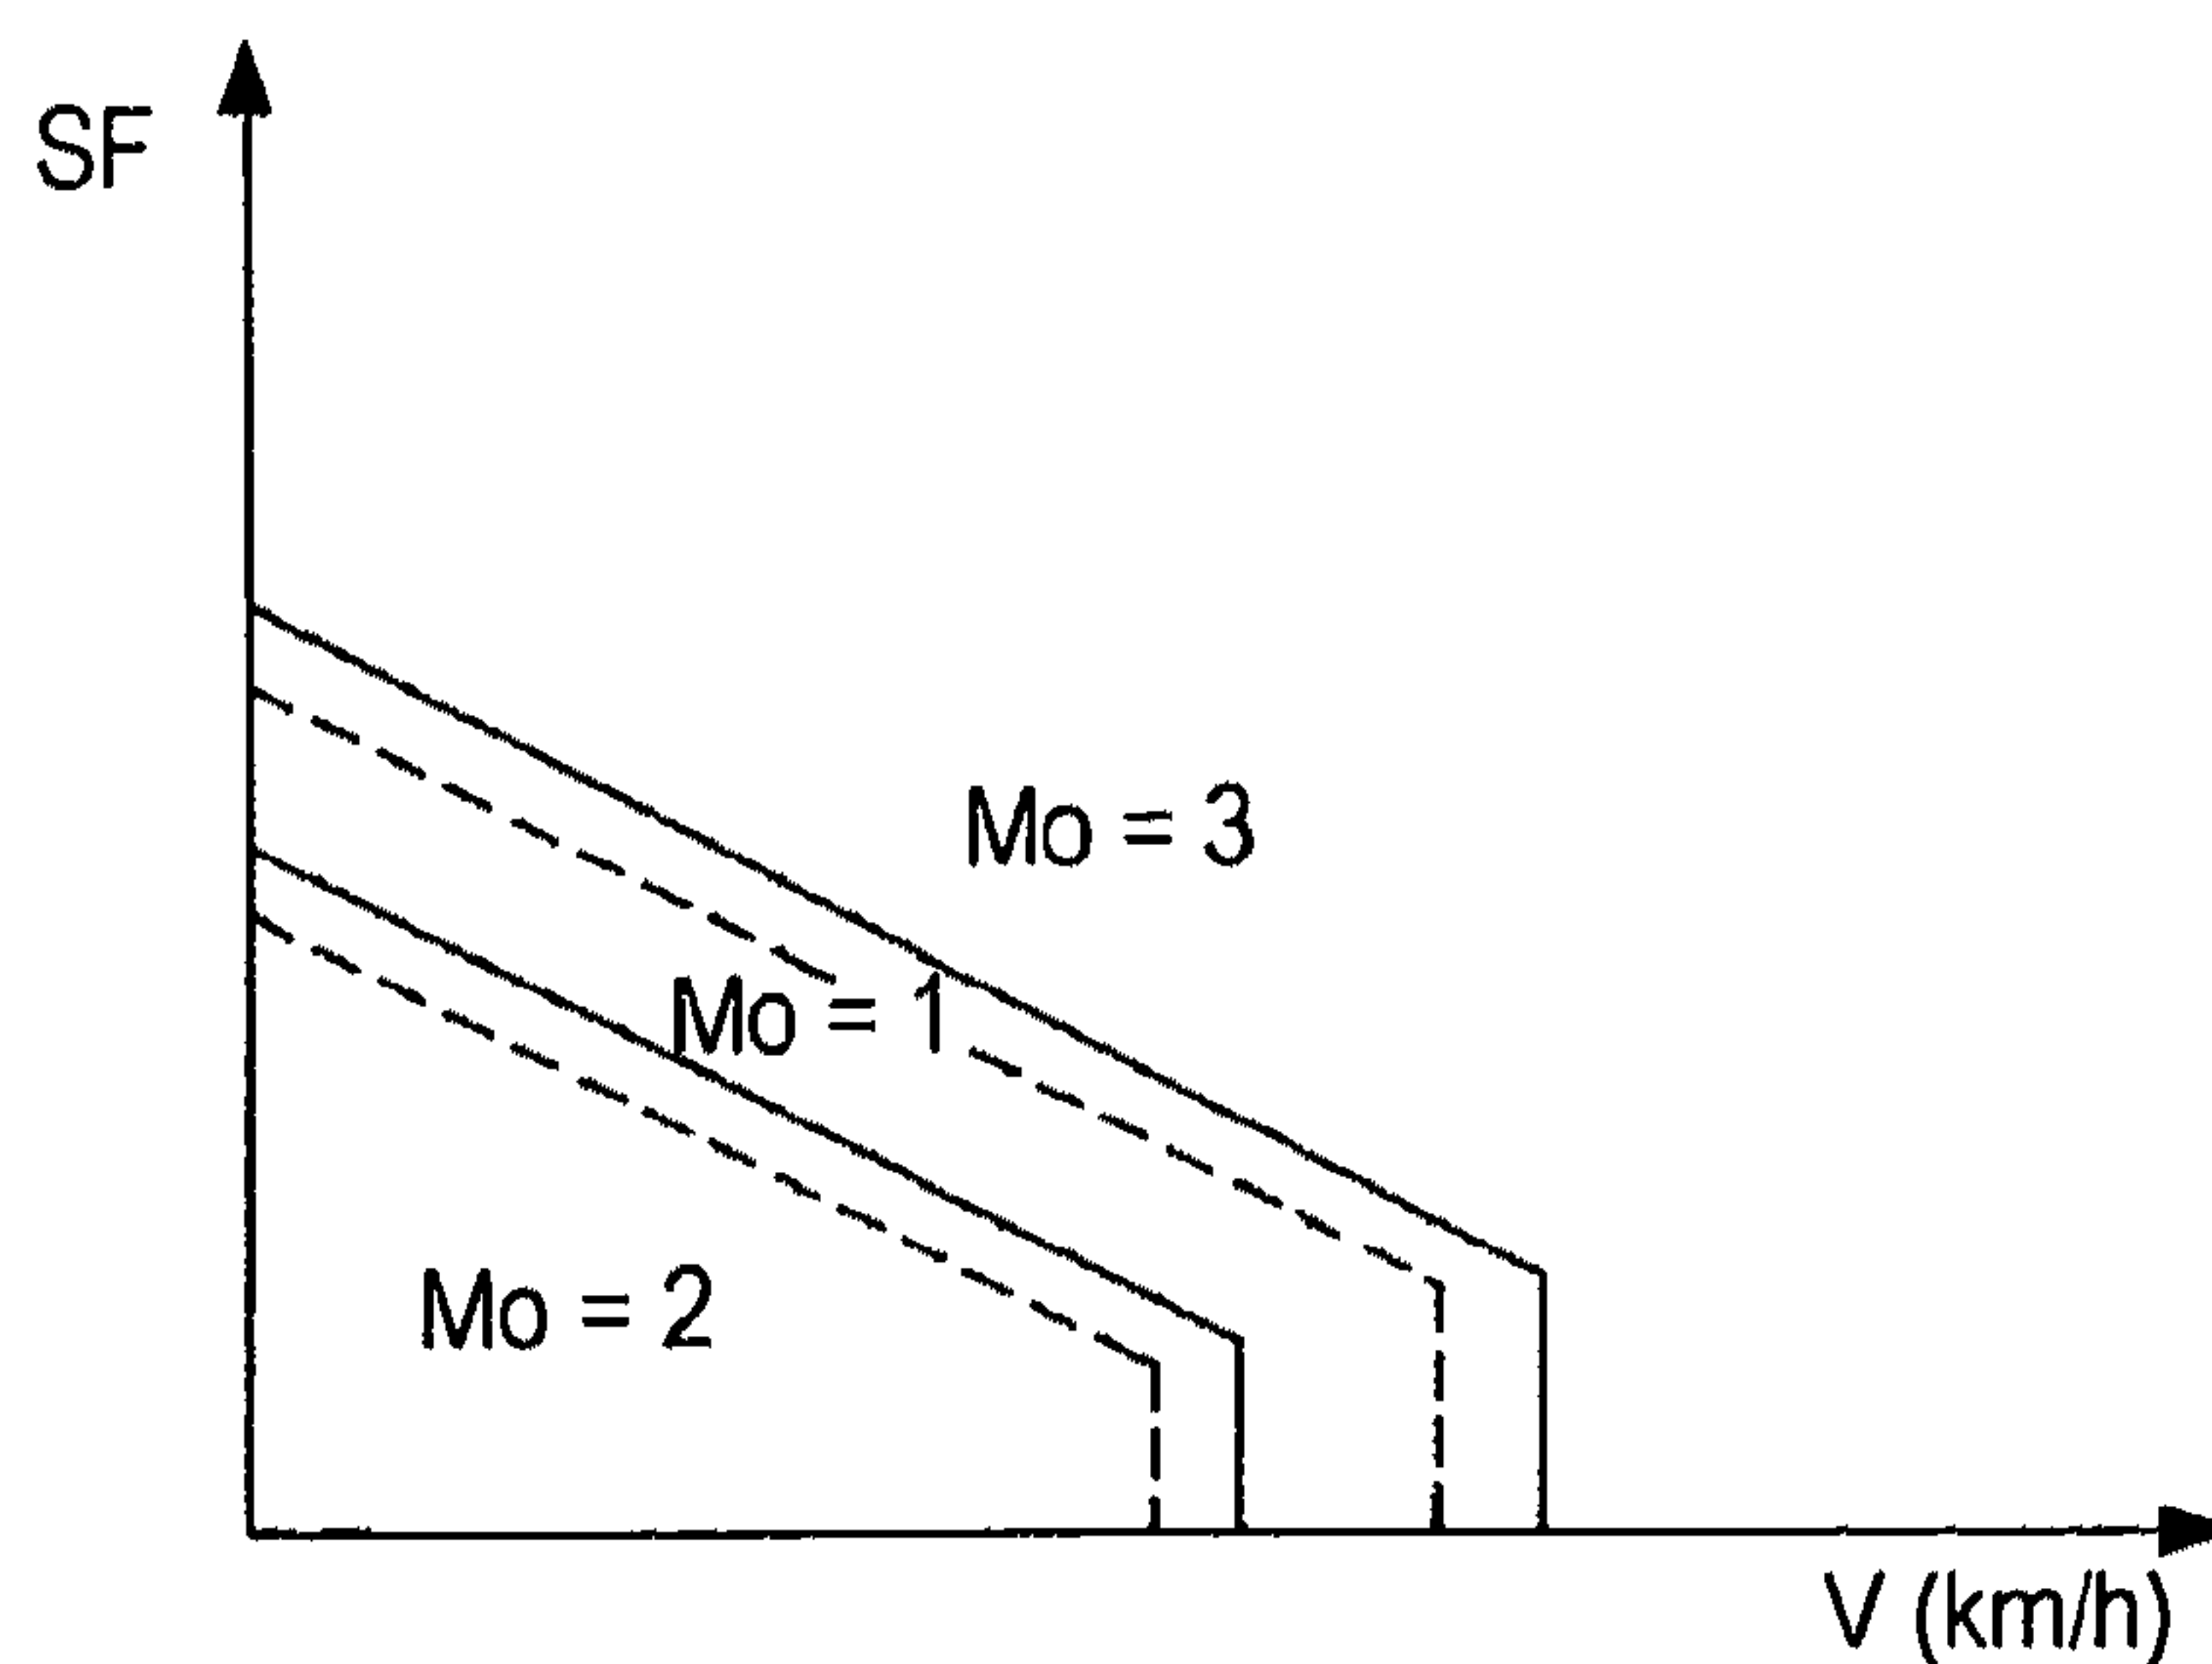 SF
Mo = 3
Mo = 1
Mo = 2
V (km/h)